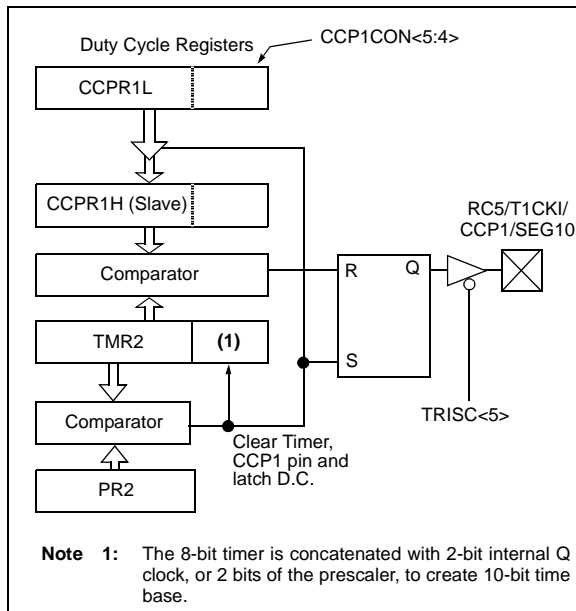 Duty Cycle Registers
CCP1CON<5:4>
CCPR1L
CCPR1H (Slave)
RC5/T1CKI/
CCP1/SEG10
Comparator
R
Q
TMR2
(1)
S
Comparator
TRISC<5>
Clear Timer,
CCP1 pin and
latch D.C.
PR2
Note 1: The 8-bit timer is concatenated with 2-bit internal Q
clock, or 2 bits of the prescaler, to create 10-bit time
base.